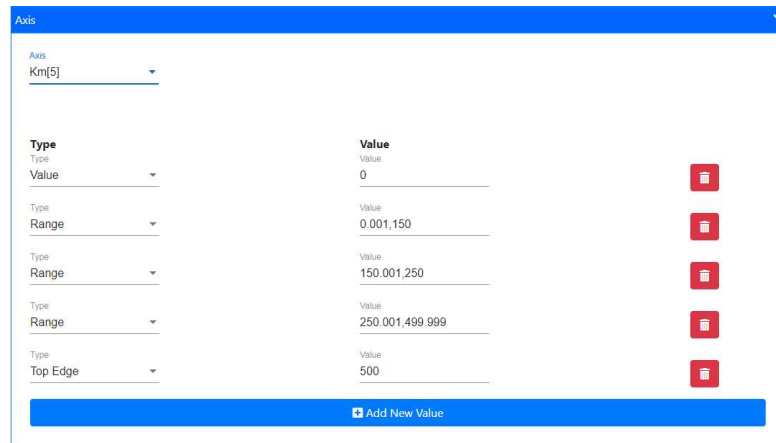 Axis
Axis
Km[5]
Type Value
Type Value
Value 0
Type Value
Range 0.001,150
Type Value
Range 150.001,250
Type Value
Range 250.001,499.999
Type Value
Top Edge 500
Add New Value